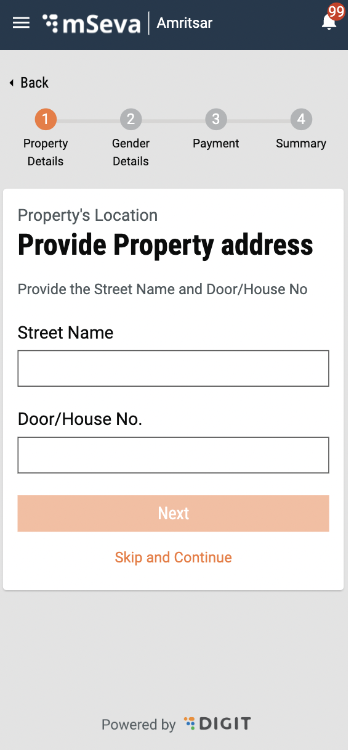 mSeva Amritsar 99
Back
1 2 3 4
Property Details
Gender Details
Payment
Summary
Property's Location
Provide Property address
Provide the Street Name and Door/House No
Street Name
Door/House No.
Next
Skip and Continue
Powered by DIGIT